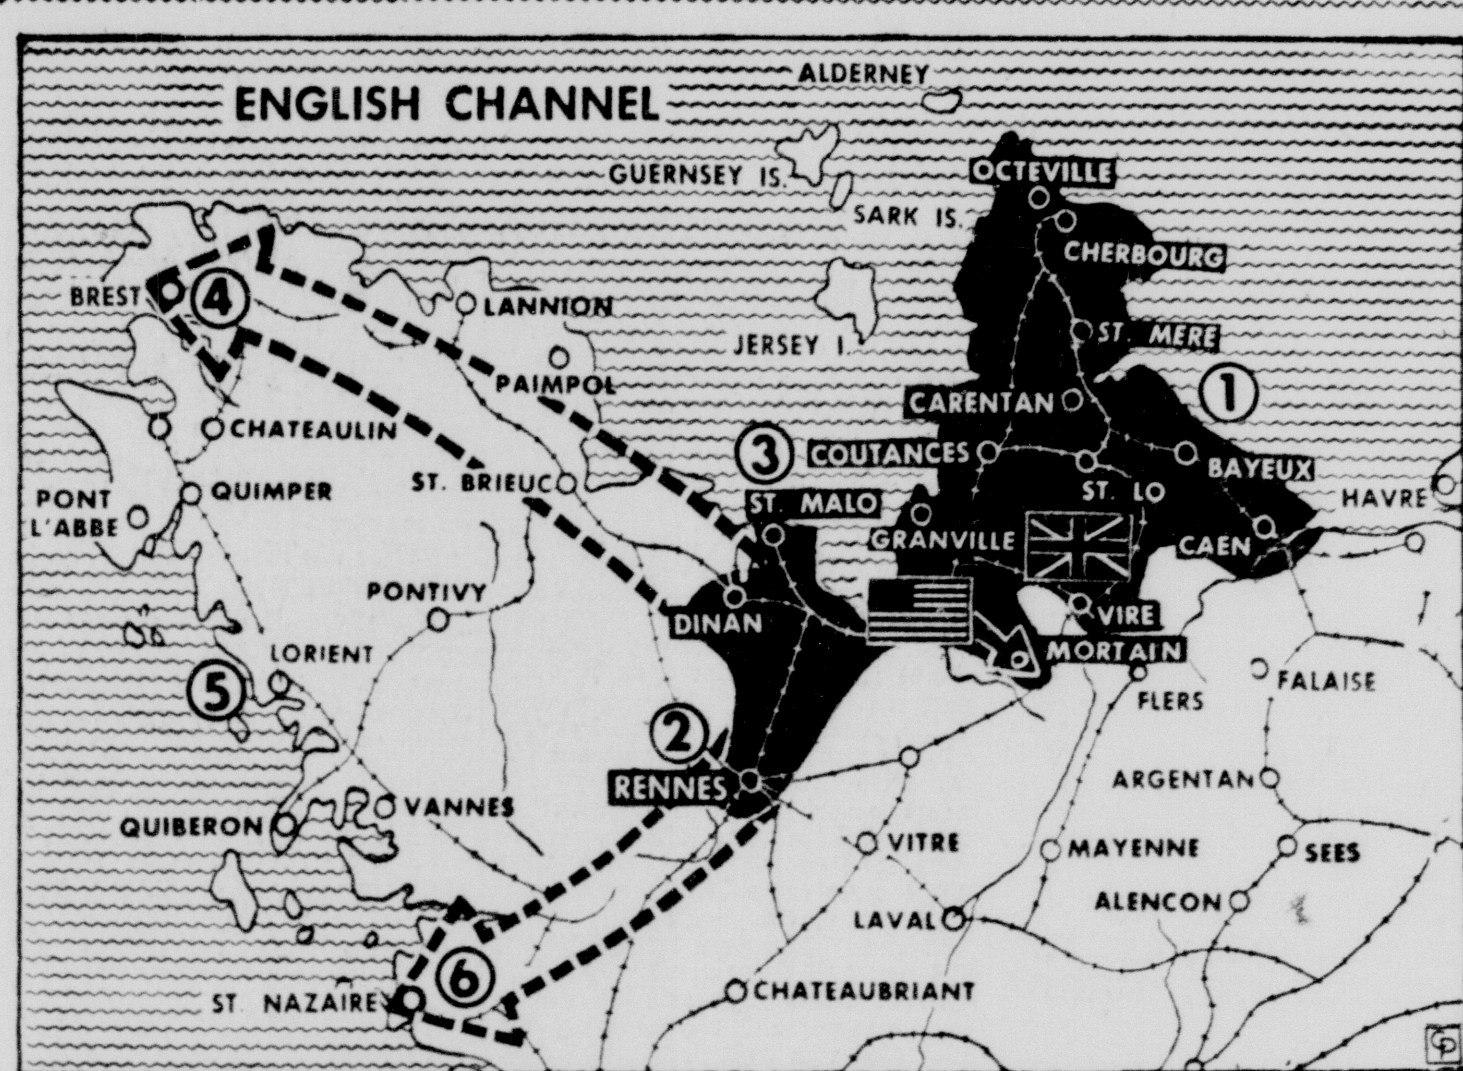 ALDERNEY
ENGLISH CHANNEL
GUERNSEY IS.
OCTEVILLE
SARK IS.
CHERBOURG
BREST
4
LANNION
ST. MERE
JERSEY I.
PAIMPOL
CARENTAN
1
CHATEAULIN
3
COUTANCES
BAYEUX
ST. BRIEUC
QUIMPER
ST. LO
HAVRE
PONT
L'ABBE
ST. MALO
GRANVILLE
CAEN
PONTIVY
DINAN
VIRE
LORIENT
MORTAIN
5
FALAISE
FLERS
2
RENNES
ARGENTAN
VANNES
QUIBERON
VITRE
MAYENNE
SEES
LAVAL
ALENCON
6
ST. NAZAIRE
CHATEAUBRIANT
CP